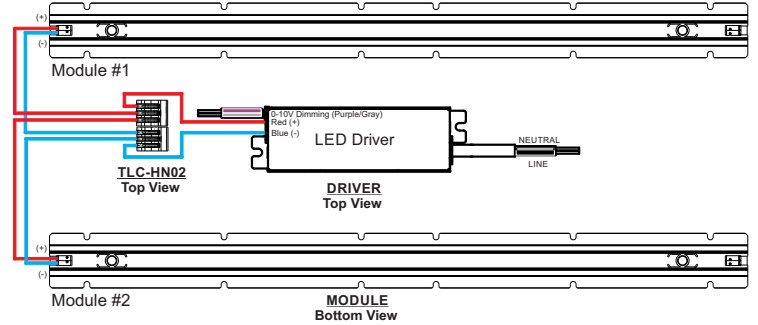 (+)
(-)
Module #1
0-10V Dimming (Purple/Gray)
Red (+)
Blue (-)
LED Driver
NEUTRAL
LINE
TLC-HN02
Top View
DRIVER
Top View
(+)
(-)
Module #2
MODULE
Bottom View